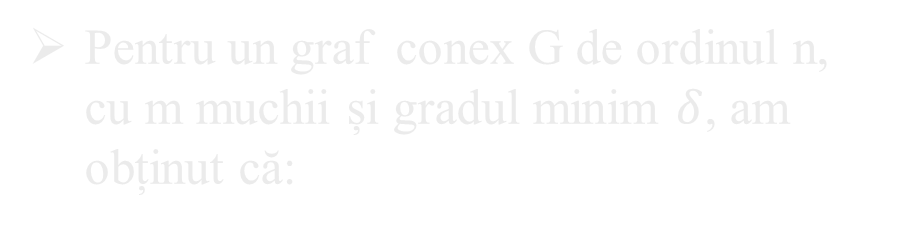 ➢ Pentru un graf conex G de ordinul n,
cu m muchii și gradul minim 𝛿, am
obținut că: